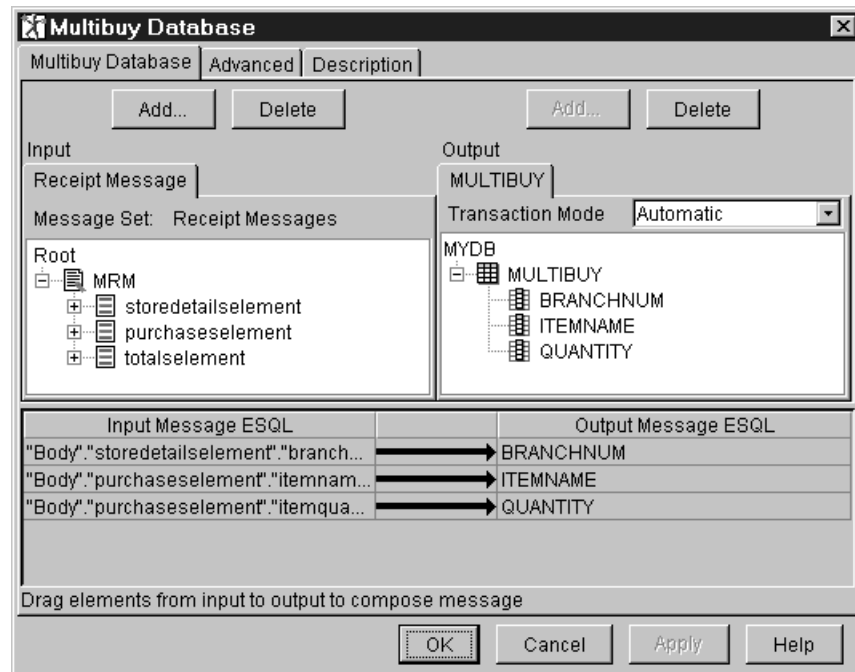 Multibuy Database
Multibuy Database Advanced Description
Add... Delete Add... Delete
Input Output
Receipt Message MULTIBUY
Message Set: Receipt Messages Transaction Mode Automatic
Root MYDB
MRM MULTIBUY
storedetailselement BRANCHNUM
purchaseselement ITEMNAME
totalselement QUANTITY
Input Message ESQL Output Message ESQL
"Body"."storedetailselement"."branch... BRANCHNUM
"Body"."purchaseselement"."itemnam... ITEMNAME
"Body"."purchaseselement"."itemqua... QUANTITY
Drag elements from input to output to compose message
OK Cancel Apply Help